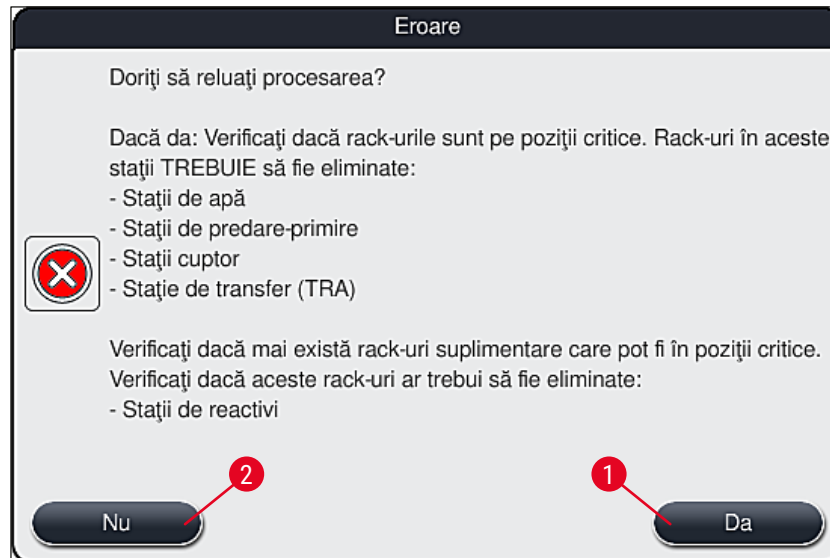 Eroare
Doriţi să reluaţi procesarea?
Dacă da: Verificaţi dacă rack-urile sunt pe poziţii critice. Rack-uri în aceste
staţii TREBUIE să fie eliminate:
- Staţii de apă
- Staţii de predare-primire
- Staţii cuptor
- Staţie de transfer (TRA)
Verificaţi dacă mai există rack-uri suplimentare care pot fi în poziţii critice.
Verificaţi dacă aceste rack-uri ar trebui să fie eliminate:
- Staţii de reactivi
2
1
Nu
Da